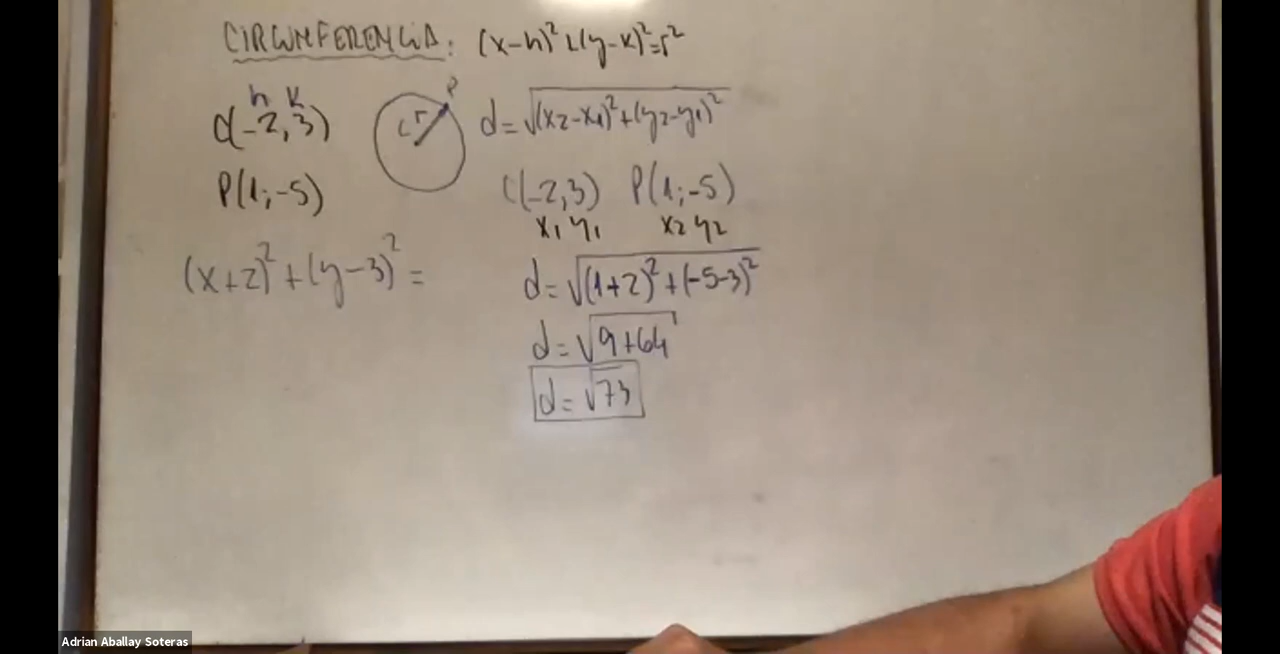 CIRCUNFERENCIA: (x-h)²+(y-k)²=r²
h k
C(-2,3)
P(1;-5)
P
C r
d=√(x2-x1)²+(y2-y1)²
C(-2,3) P(1;-5)
x1 y1 x2 y2
(x+2)²+(y-3)²=
d=√(1+2)²+(-5-3)²
d=√9+64
d=√73
Adrian Aballay Soteras